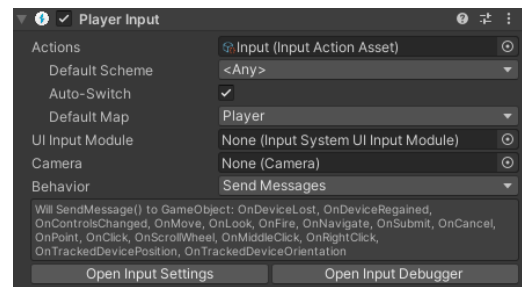 Player Input
Actions Input (Input Action Asset)
Default Scheme <Any>
Auto-Switch
Default Map Player
UI Input Module None (Input System UI Input Module)
Camera None (Camera)
Behavior Send Messages
Will SendMessage() to GameObject: OnDeviceLost, OnDeviceRegained,
OnControlsChanged, OnMove, OnLook, OnFire, OnNavigate, OnSubmit, OnCancel,
OnPoint, OnClick, OnScrollWheel, OnMiddleClick, OnRightClick,
OnTrackedDevicePosition, OnTrackedDeviceOrientation
Open Input Settings Open Input Debugger